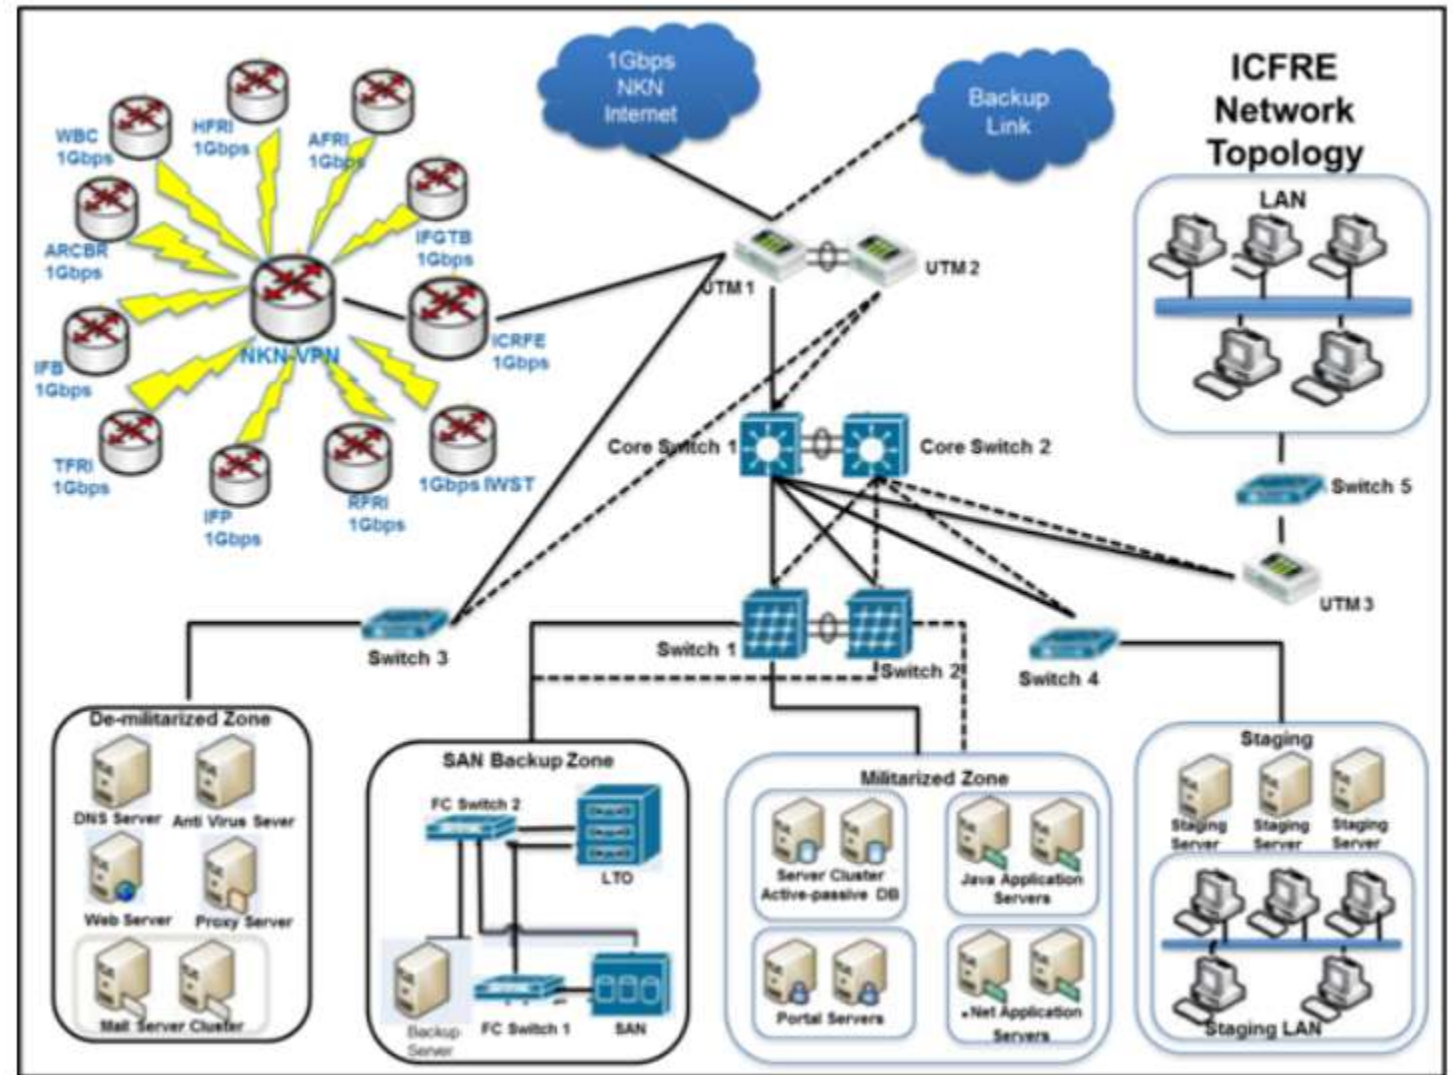 ICFRE
Network
Topology
1Gbps
NKN
Internet
Backup
Link
WBC
1Gbps
HFRI
1Gbps
AFRI
1Gbps
ARCBR
1Gbps
IFGTB
1Gbps
IFB
1Gbps
NKN-VPN
ICRFE
1Gbps
TFRI
1Gbps
IFP
1Gbps
RFRI
1Gbps
1Gbps IWST
UTM 1
UTM 2
LAN
Core Switch 1
Core Switch 2
Switch 5
UTM 3
Switch 3
Switch 1
Switch 2
Switch 4
De-militarized Zone
DNS Server
Anti Virus Sever
Web Server
Proxy Server
Mail Server Cluster
SAN Backup Zone
FC Switch 2
LTO
Backup
Server
FC Switch 1
SAN
Militarized Zone
Server Cluster
Active-passive DB
Java Application
Servers
Portal Servers
.Net Application
Servers
Staging
Staging
Server
Staging
Server
Staging
Server
Staging LAN